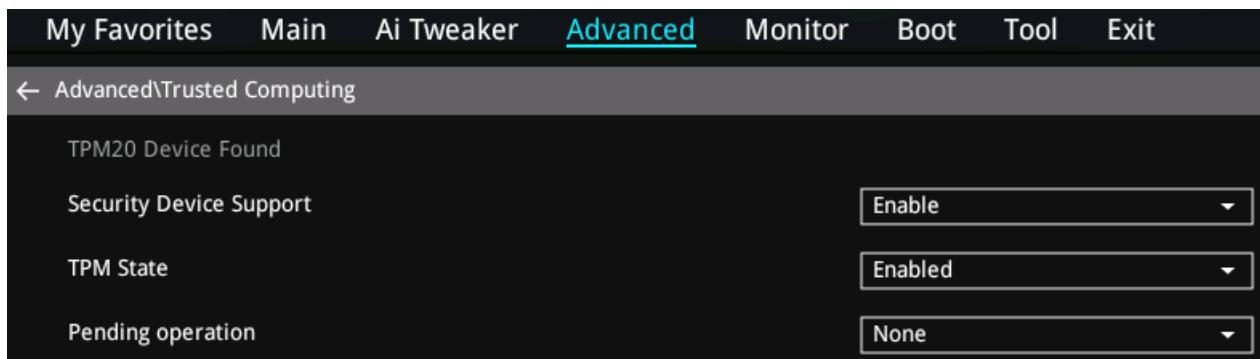 My Favorites Main Ai Tweaker Advanced Monitor Boot Tool Exit
← Advanced\Trusted Computing
TPM20 Device Found
Security Device Support Enable
TPM State Enabled
Pending operation None